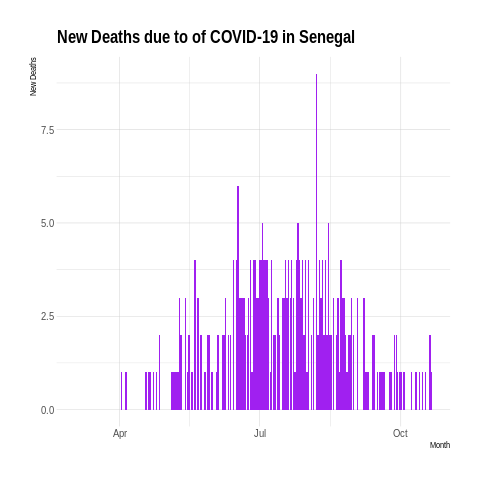 New Deaths due to of COVID-19 in Senegal
New Deaths
7.5
5.0
2.5
0.0
Apr
Jul
Oct
Month